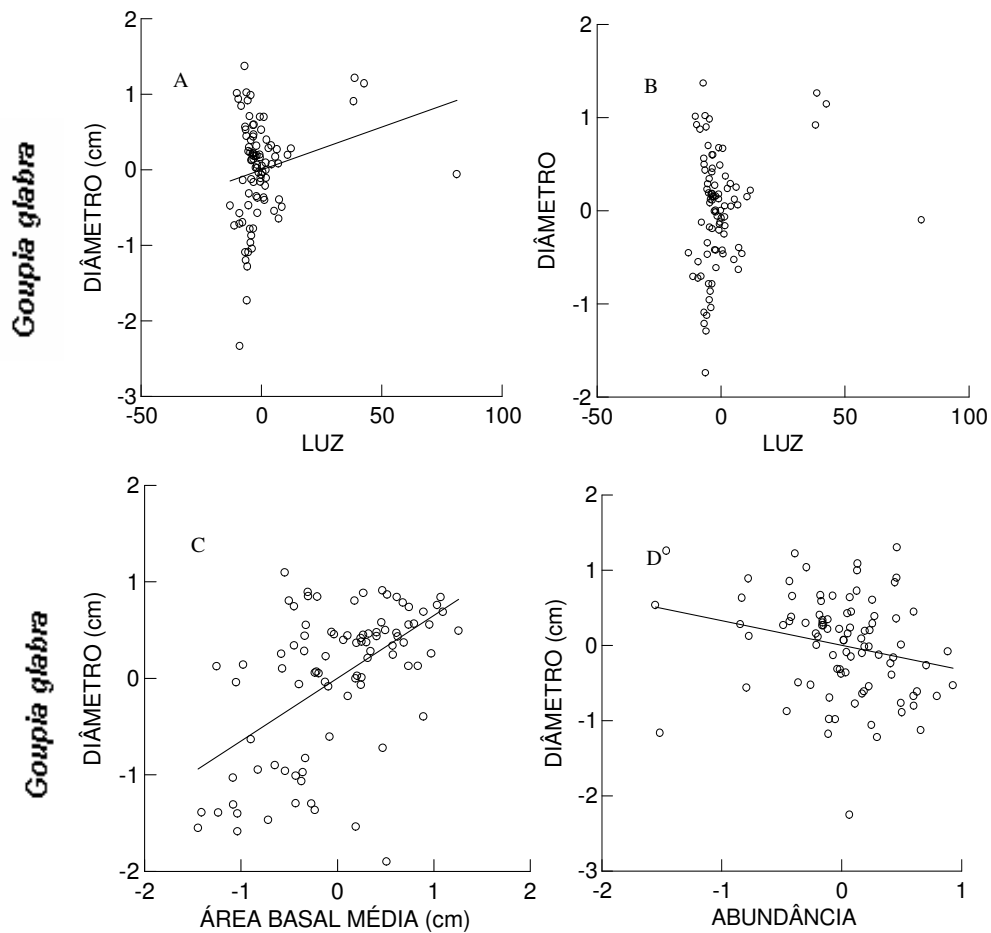 Goupia glabra
DIÂMETRO (cm)
2
1
0
-1
-2
-3
A
-50
0
50
100
LUZ
DIÂMETRO
2
1
0
-1
-2
B
-50
0
50
100
LUZ
Goupia glabra
DIÂMETRO (cm)
2
1
0
-1
-2
C
-2
-1
0
1
2
ÁREA BASAL MÉDIA (cm)
DIÂMETRO (cm)
2
1
0
-1
-2
-3
D
-2
-1
0
1
ABUNDÂNCIA